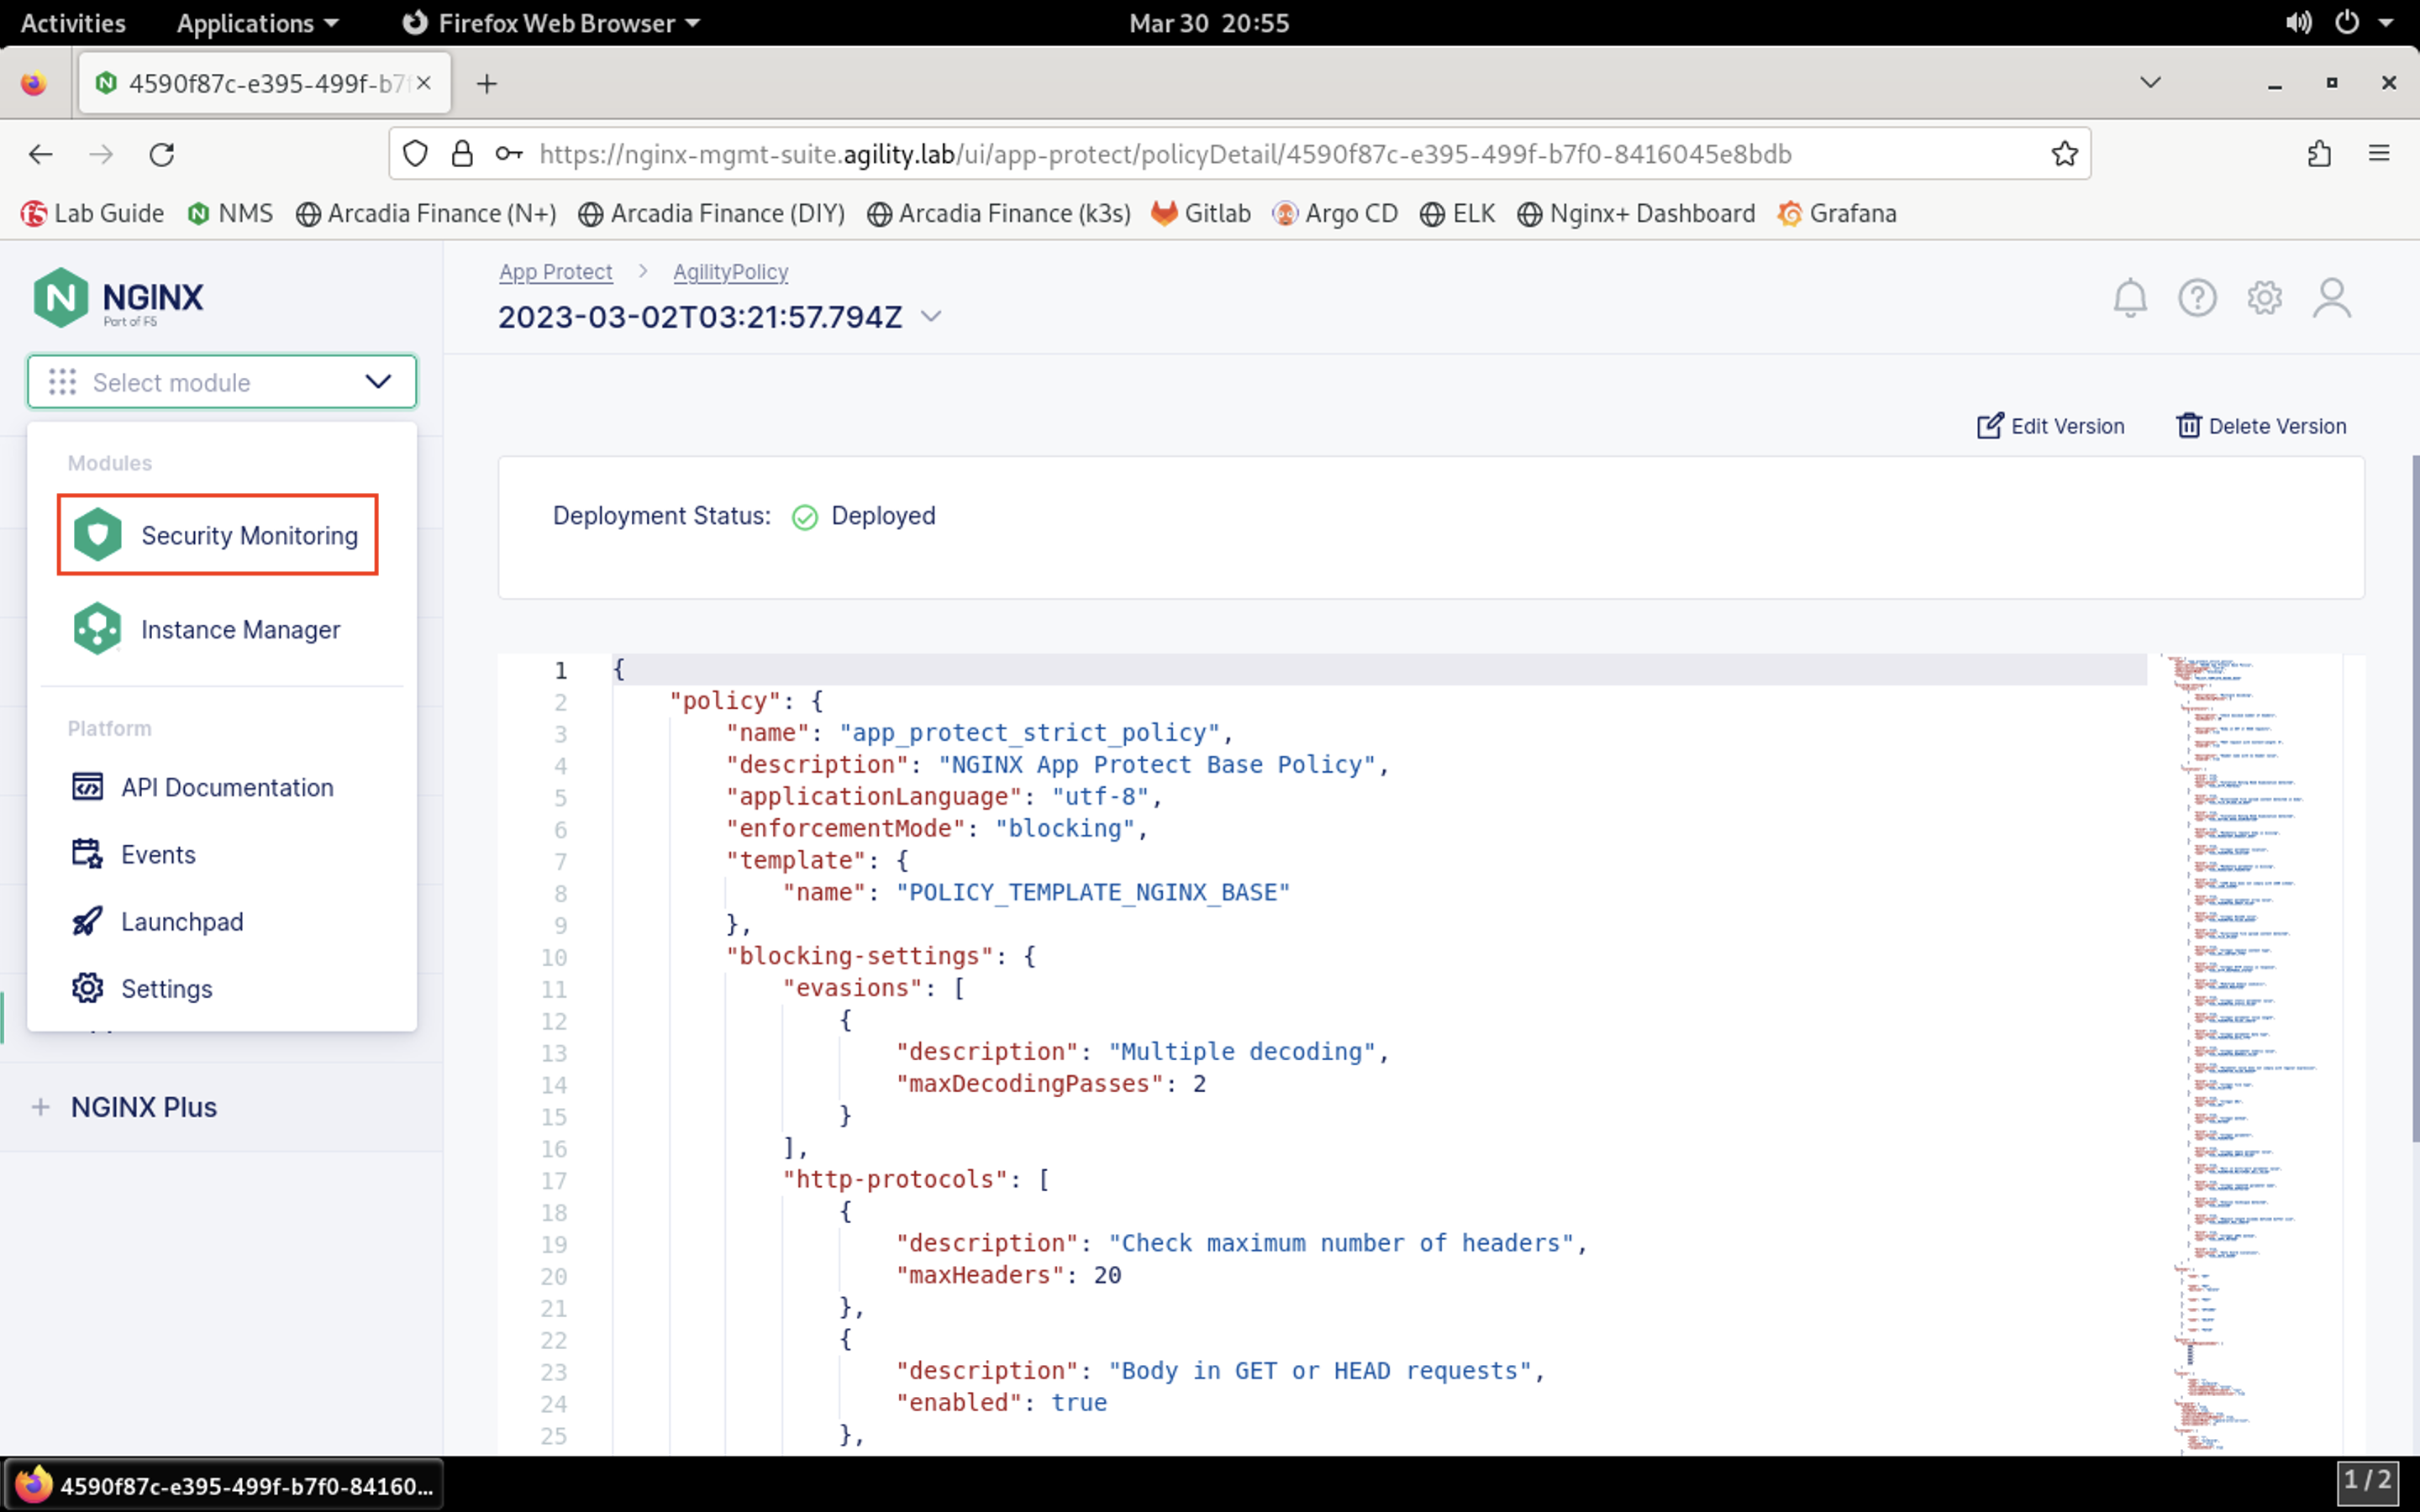 Activities Applications Firefox Web Browser Mar 30 20:55
4590f87c-e395-499f-b7f
https://nginx-mgmt-suite.agility.lab/ui/app-protect/policyDetail/4590f87c-e395-499f-b7f0-8416045e8bdb
Lab Guide NMS Arcadia Finance (N+) Arcadia Finance (DIY) Arcadia Finance (k3s) Gitlab Argo CD ELK Nginx+ Dashboard Grafana
NGINX
Part of F5
App Protect > AgilityPolicy
2023-03-02T03:21:57.794Z
Select module
Modules
Security Monitoring
Instance Manager
Platform
API Documentation
Events
Launchpad
Settings
+ NGINX Plus
Edit Version Delete Version
Deployment Status: Deployed
1 {
2 "policy": {
3 "name": "app_protect_strict_policy",
4 "description": "NGINX App Protect Base Policy",
5 "applicationLanguage": "utf-8",
6 "enforcementMode": "blocking",
7 "template": {
8 "name": "POLICY_TEMPLATE_NGINX_BASE"
9 },
10 "blocking-settings": {
11 "evasions": [
12 {
13 "description": "Multiple decoding",
14 "maxDecodingPasses": 2
15 }
16 ],
17 "http-protocols": [
18 {
19 "description": "Check maximum number of headers",
20 "maxHeaders": 20
21 },
22 {
23 "description": "Body in GET or HEAD requests",
24 "enabled": true
25 },
4590f87c-e395-499f-b7f0-84160...
1 / 2